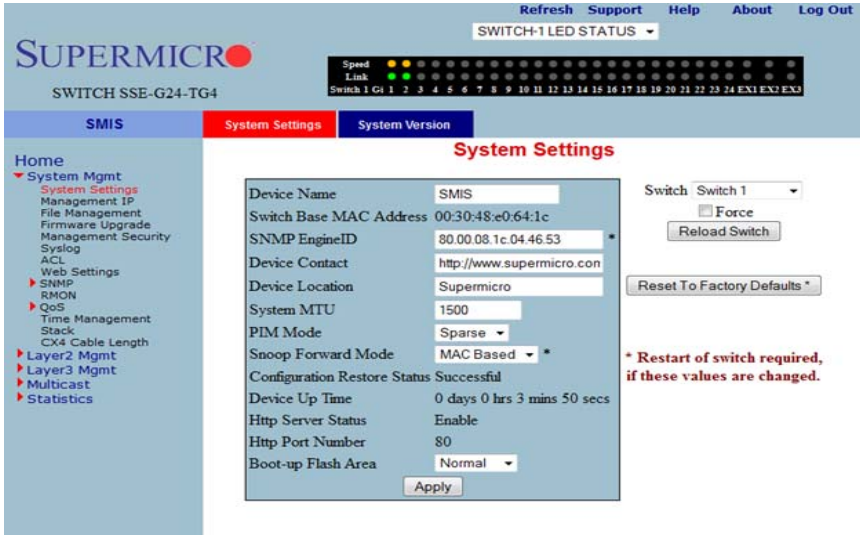 Refresh Support Help About Log Out
SWITCH-1 LED STATUS
SUPERMICRO
SWITCH SSE-G24-TG4
Speed
Link
Switch 1 Gi 1 2 3 4 5 6 7 8 9 10 11 12 13 14 15 16 17 18 19 20 21 22 23 24 EX1 EX2 EX3
SMIS
System Settings
System Version
Home
System Mgmt
System Settings
Management IP
File Management
Firmware Upgrade
Management Security
Syslog
ACL
Web Settings
SNMP
RMON
QoS
Time Management
Stack
CX4 Cable Length
Layer2 Mgmt
Layer3 Mgmt
Multicast
Statistics
System Settings
Device Name SMIS
Switch Base MAC Address 00:30:48:e0:64:1c
SNMP EngineID 80.00.08.1c.04.46.53 *
Device Contact http://www.supermicro.com
Device Location Supermicro
System MTU 1500
PIM Mode Sparse
Snoop Forward Mode MAC Based *
Configuration Restore Status Successful
Device Up Time 0 days 0 hrs 3 mins 50 secs
Http Server Status Enable
Http Port Number 80
Boot-up Flash Area Normal
Apply
Switch Switch 1
Force
Reload Switch
Reset To Factory Defaults *
* Restart of switch required,
if these values are changed.